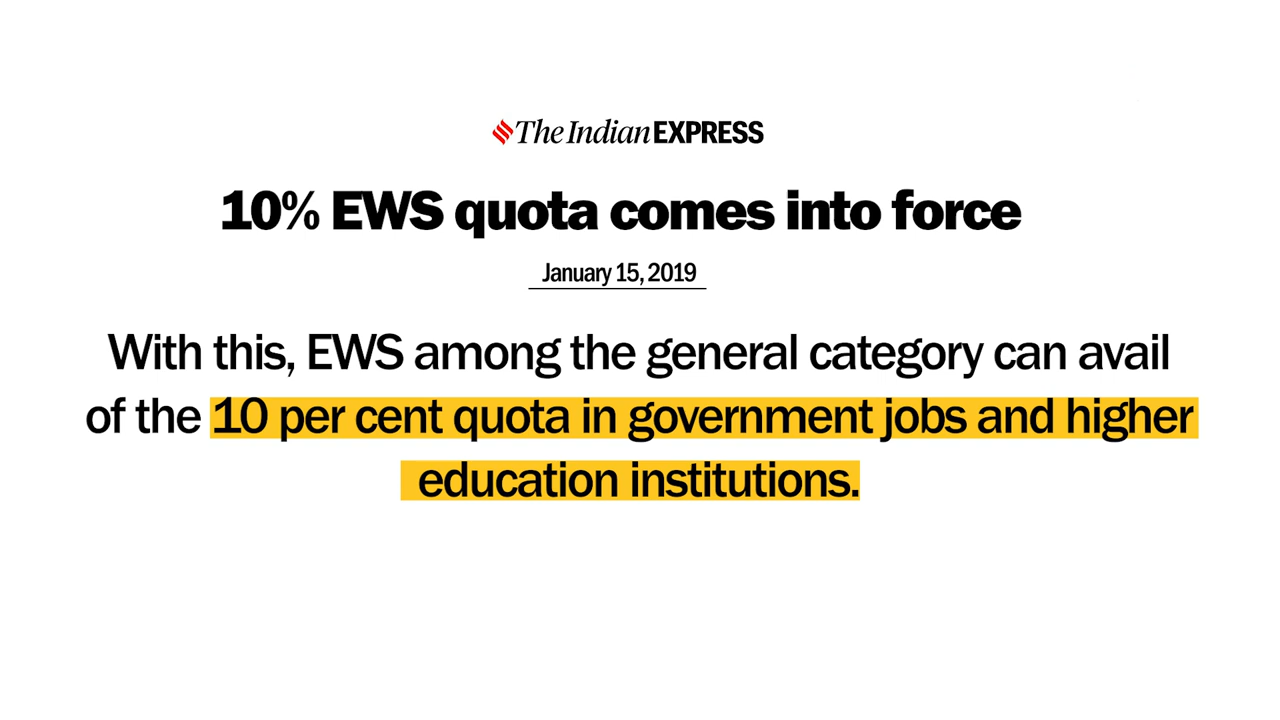 The Indian EXPRESS
10% EWS quota comes into force
January 15, 2019
With this, EWS among the general category can avail
of the 10 per cent quota in government jobs and higher
education institutions.